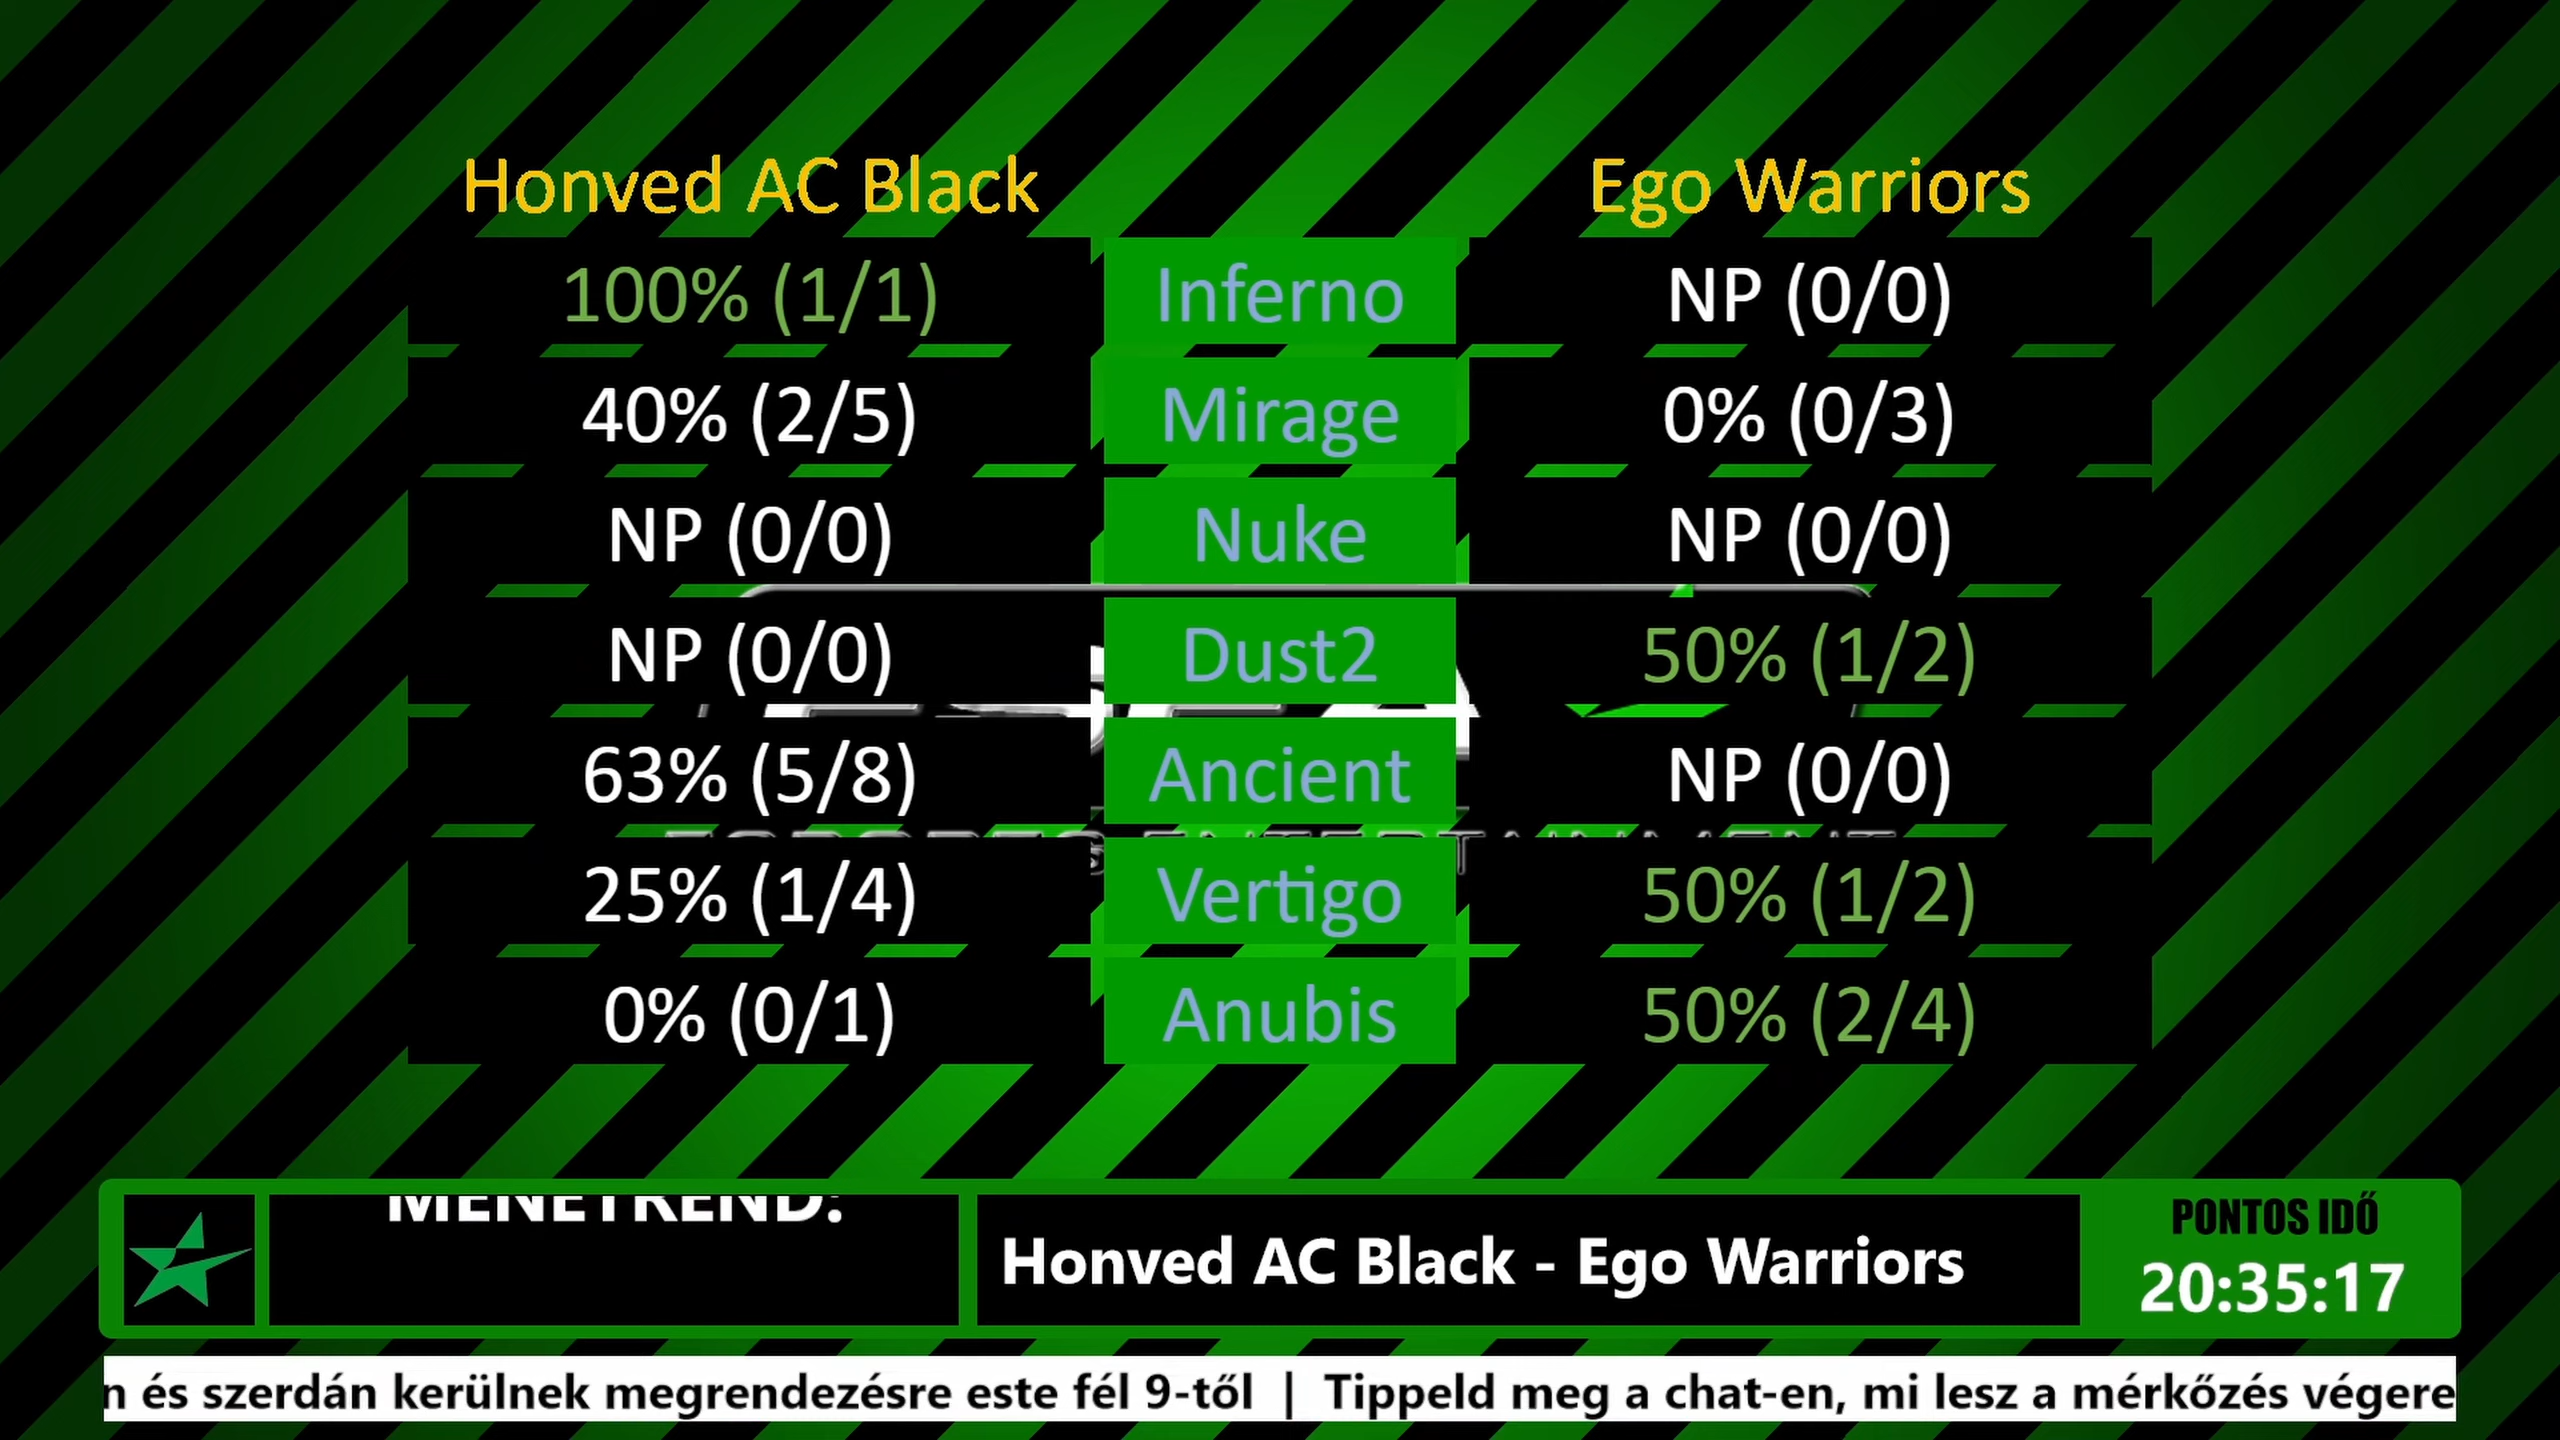 Honved AC Black Ego Warriors
100% (1/1) Inferno NP (0/0)
40% (2/5) Mirage 0% (0/3)
NP (0/0) Nuke NP (0/0)
NP (0/0) Dust2 50% (1/2)
63% (5/8) Ancient NP (0/0)
ESPORTS ENTERTAINMENT
25% (1/4) Vertigo 50% (1/2)
0% (0/1) Anubis 50% (2/4)
MENETREND:
Honved AC Black - Ego Warriors
PONTOS IDŐ
20:35:17
n és szerdán kerülnek megrendezésre este fél 9-től | Tippeld meg a chat-en, mi lesz a mérkőzés végere